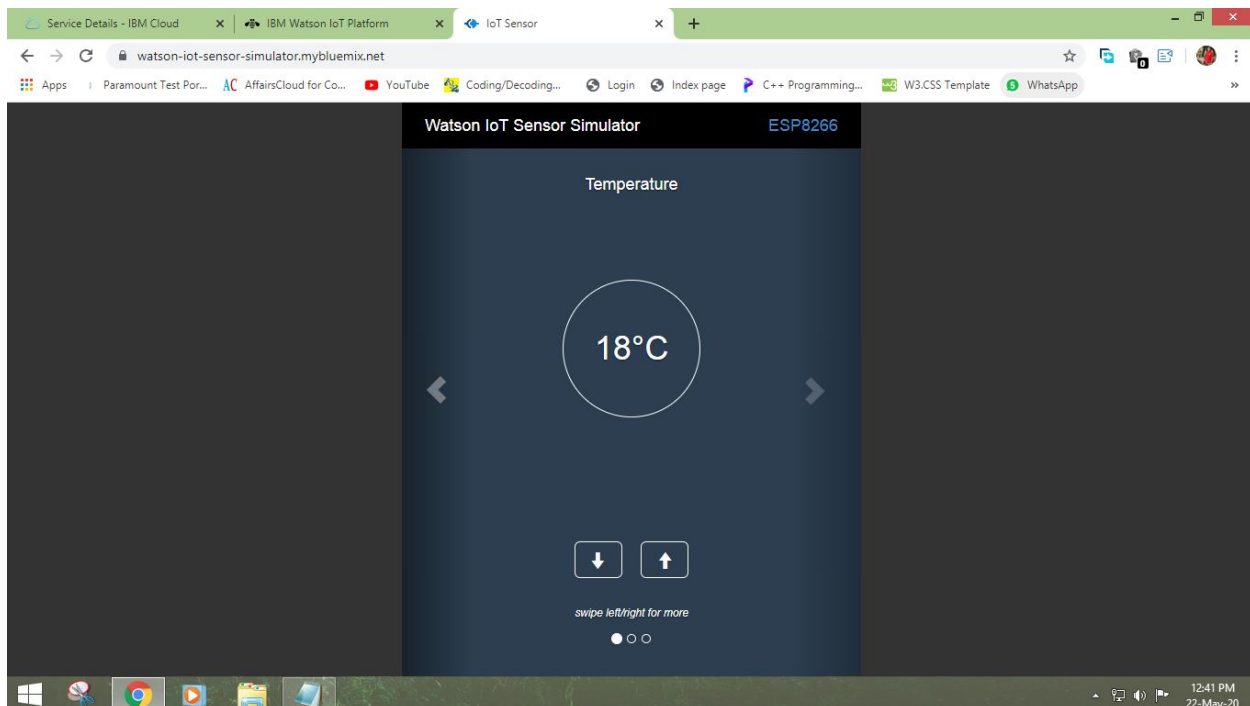 Service Details - IBM Cloud
IBM Watson IoT Platform
IoT Sensor
watson-iot-sensor-simulator.mybluemix.net
0
Apps
Paramount Test Por...
AC AffairsCloud for Co...
YouTube
Coding/Decoding...
Login
Index page
C++ Programming...
W3.CSS Template
WhatsApp
Watson IoT Sensor Simulator
ESP8266
Temperature
18°C
swipe left/right for more
12:41 PM
22-May-20